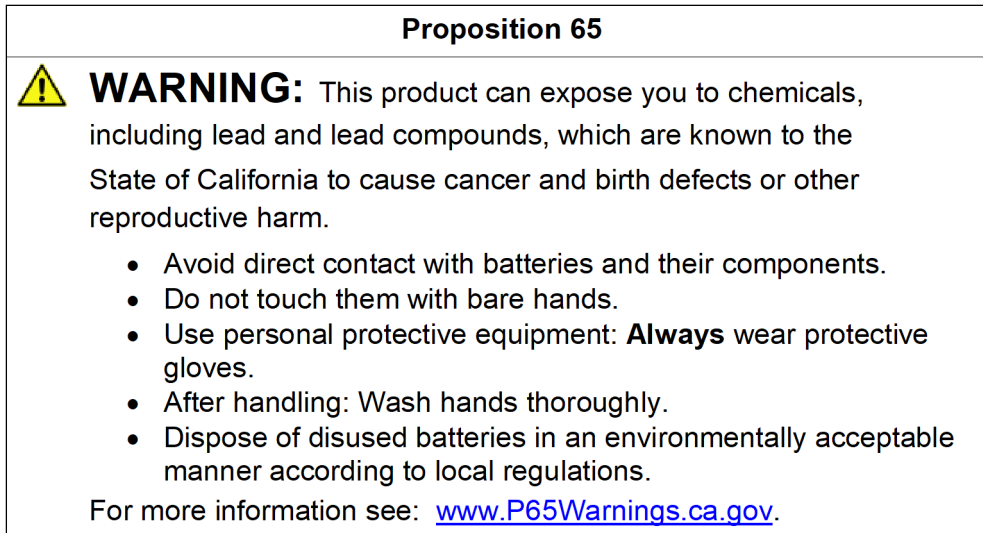 Proposition 65
WARNING: This product can expose you to chemicals,
including lead and lead compounds, which are known to the
State of California to cause cancer and birth defects or other
reproductive harm.
• Avoid direct contact with batteries and their components.
• Do not touch them with bare hands.
• Use personal protective equipment: Always wear protective
gloves.
• After handling: Wash hands thoroughly.
• Dispose of disused batteries in an environmentally acceptable
manner according to local regulations.
For more information see: www.P65Warnings.ca.gov.